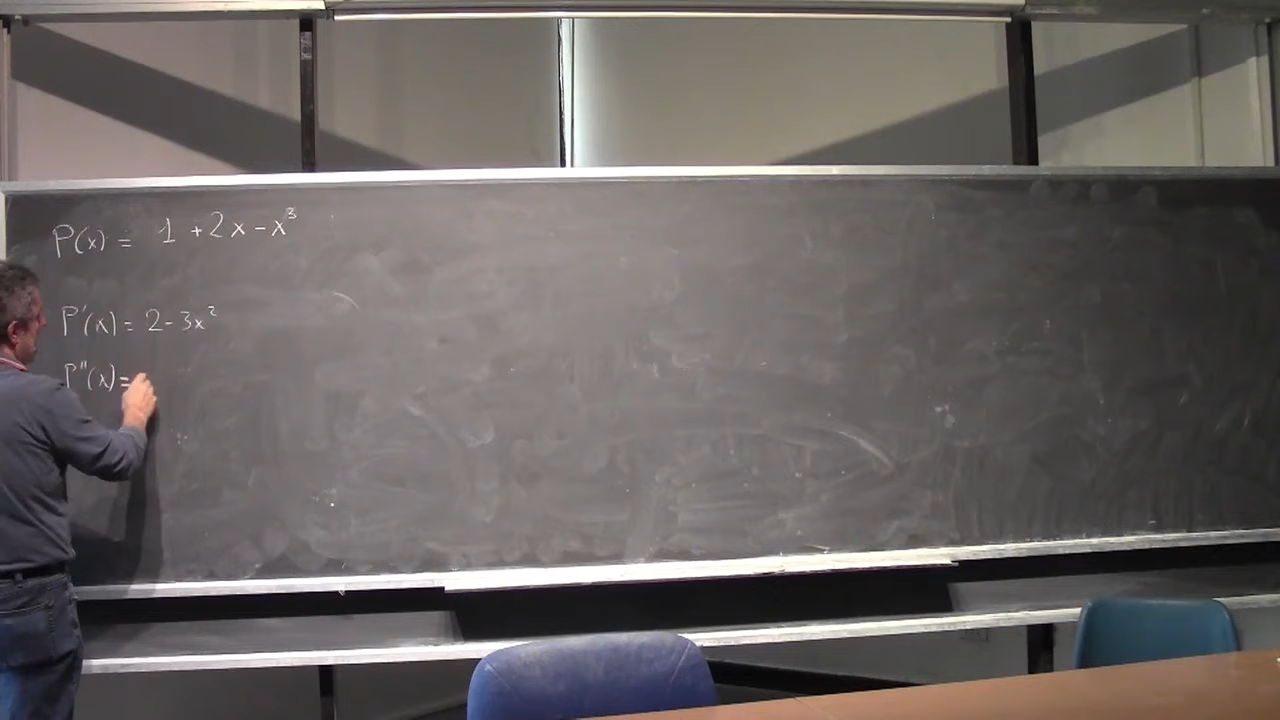 P(x) = 1 + 2x - x³
P'(x) = 2 - 3x²
P''(x) =